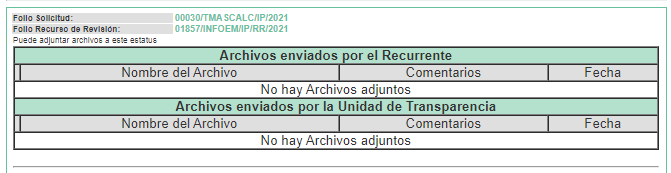 Folio Solicitud: 00030/TMASCALC/IP/2021
Folio Recurso de Revisión: 01857/INFOEM/IP/RR/2021
Puede adjuntar archivos a este estatus
Archivos enviados por el Recurrente
Nombre del Archivo Comentarios Fecha
No hay Archivos adjuntos
Archivos enviados por la Unidad de Transparencia
Nombre del Archivo Comentarios Fecha
No hay Archivos adjuntos